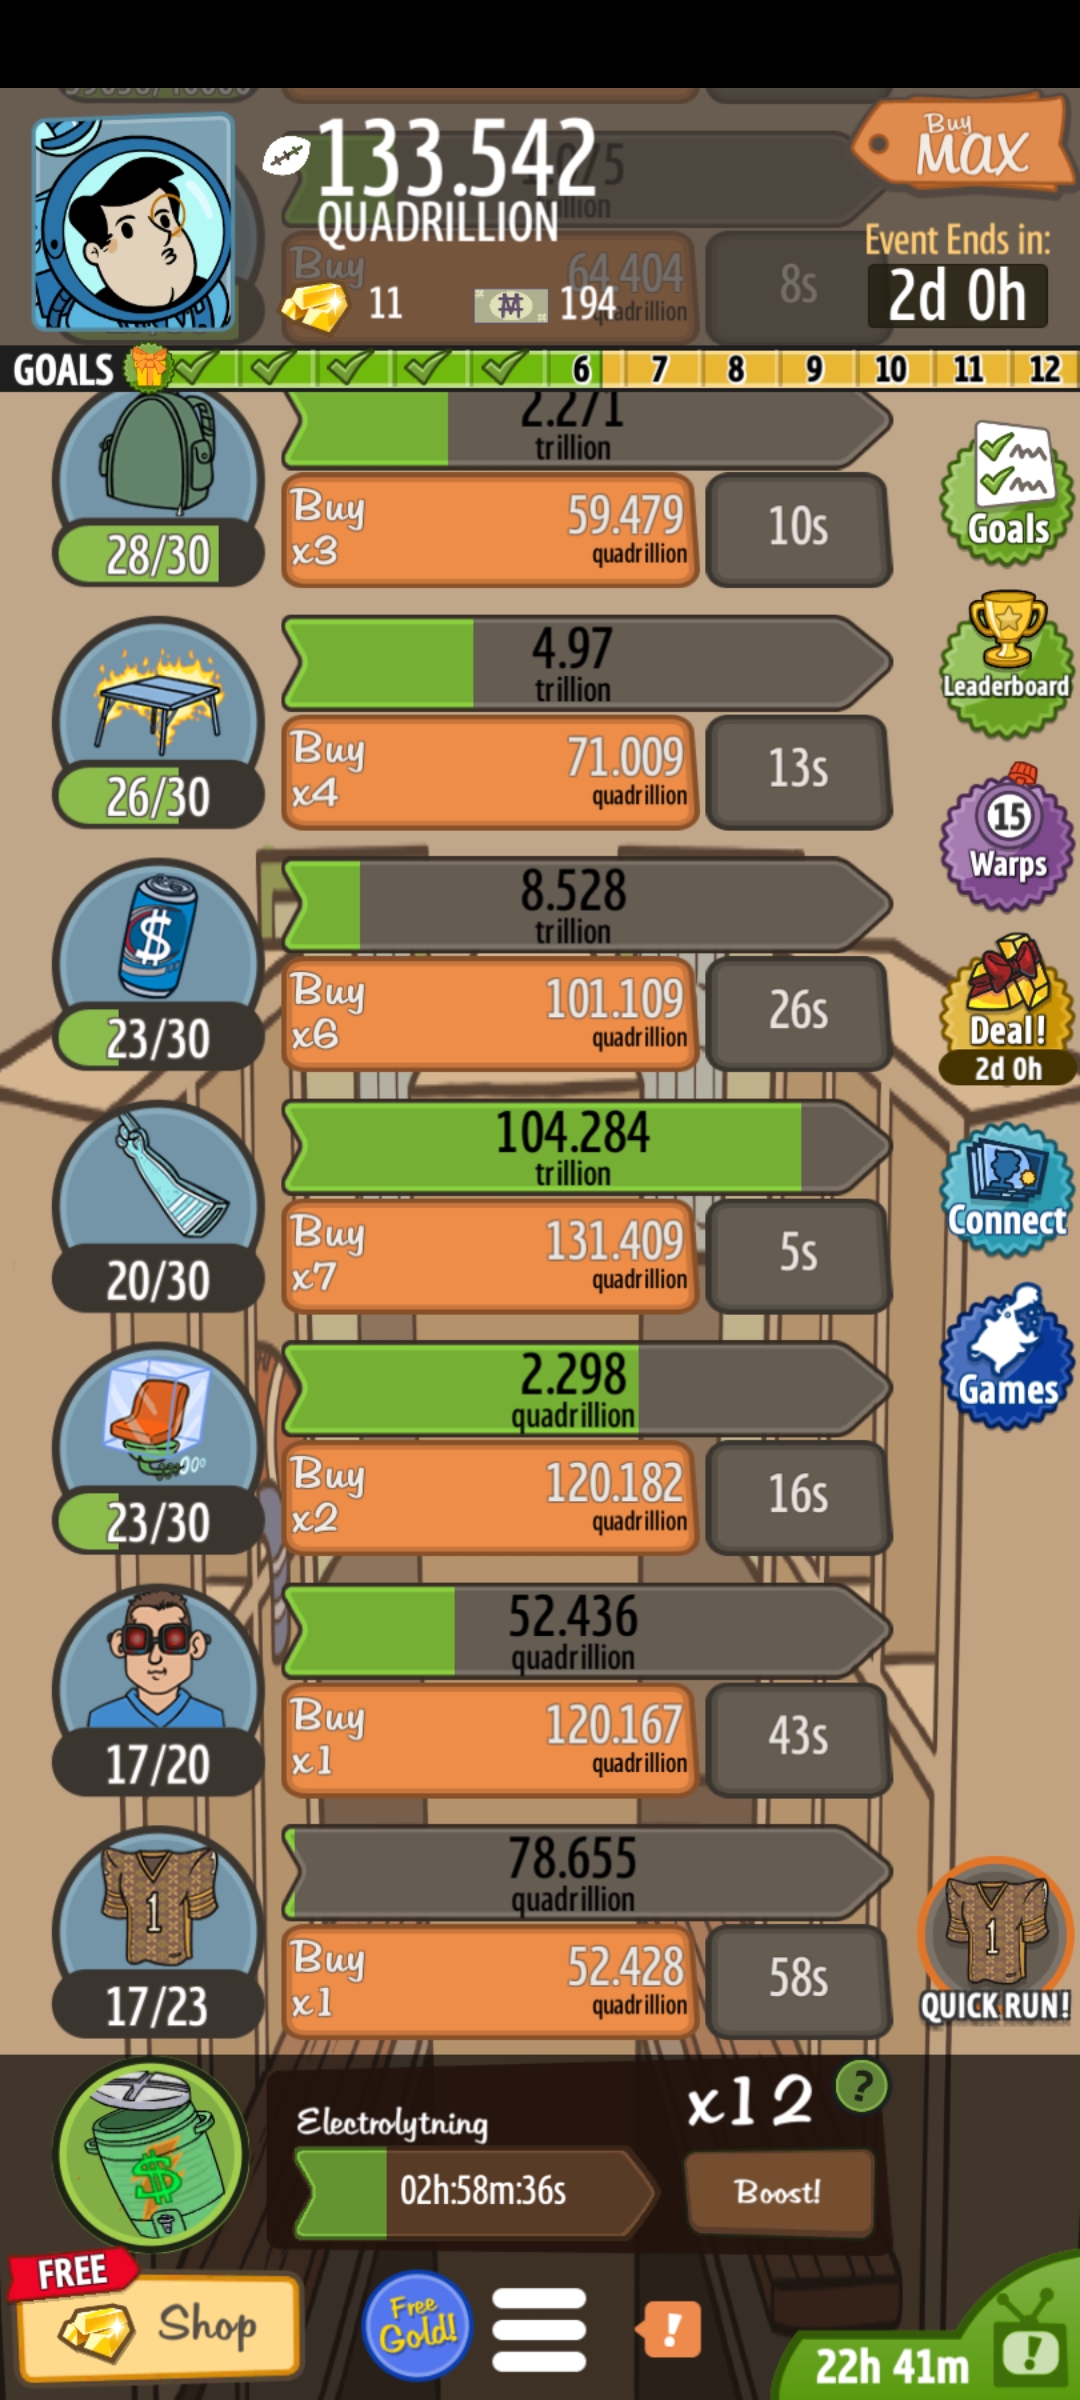 133.542
QUADRILLION
Buy
MAX
Event Ends in:
2d 0h
11
194
Buy
64.404
quadrillion
8s
GOALS
6 7 8 9 10 11 12
2.271
trillion
28/30
Buy
x3
59.479
quadrillion
10s
Goals
4.97
trillion
26/30
Buy
x4
71.009
quadrillion
13s
Leaderboard
15
Warps
8.528
trillion
23/30
Buy
x6
101.109
quadrillion
26s
Deal!
2d 0h
104.284
trillion
20/30
Buy
x7
131.409
quadrillion
5s
Connect
2.298
quadrillion
23/30
Buy
x2
120.182
quadrillion
16s
Games
52.436
quadrillion
17/20
Buy
x1
120.167
quadrillion
43s
78.655
quadrillion
1
17/23
Buy
x1
52.428
quadrillion
58s
1
QUICK RUN!
Electrolytning
02h:58m:36s
x12
?
Boost!
FREE
Shop
Free
Gold!
!
22h 41m
!